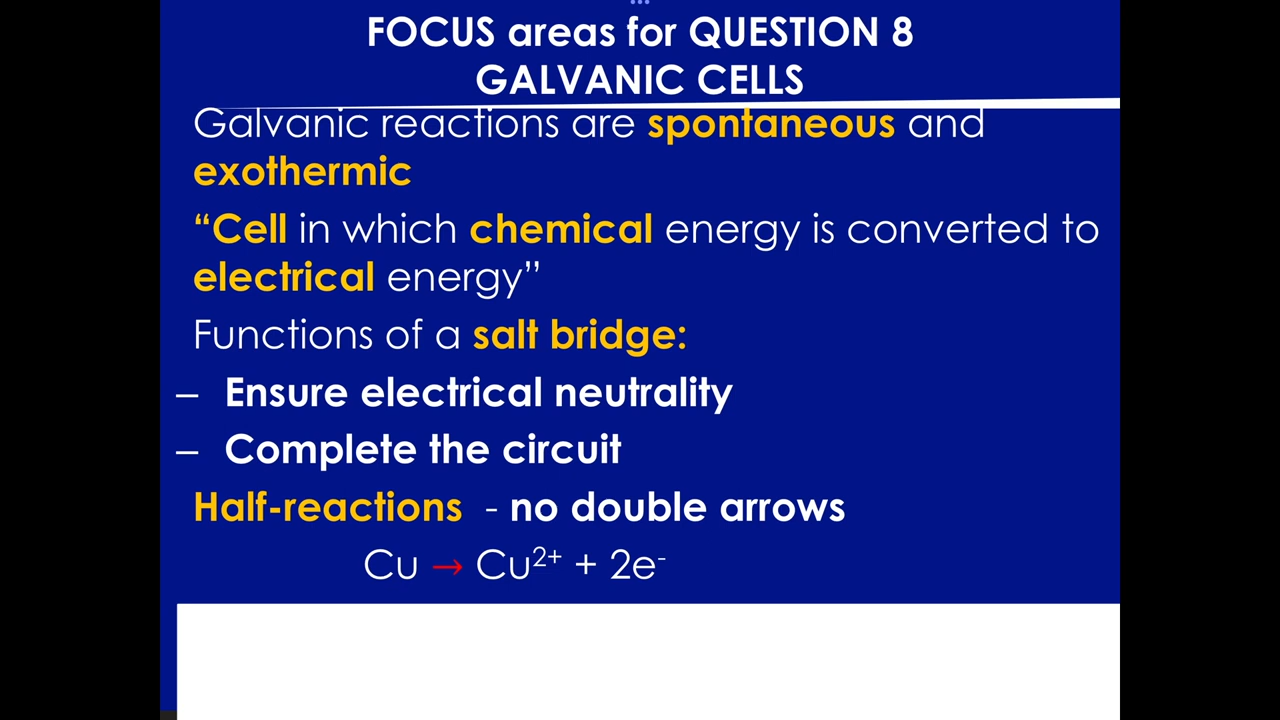 FOCUS areas for QUESTION 8
GALVANIC CELLS
Galvanic reactions are spontaneous and
exothermic
“Cell in which chemical energy is converted to
electrical energy”
Functions of a salt bridge:
– Ensure electrical neutrality
– Complete the circuit
Half-reactions - no double arrows
Cu → Cu²⁺ + 2e⁻